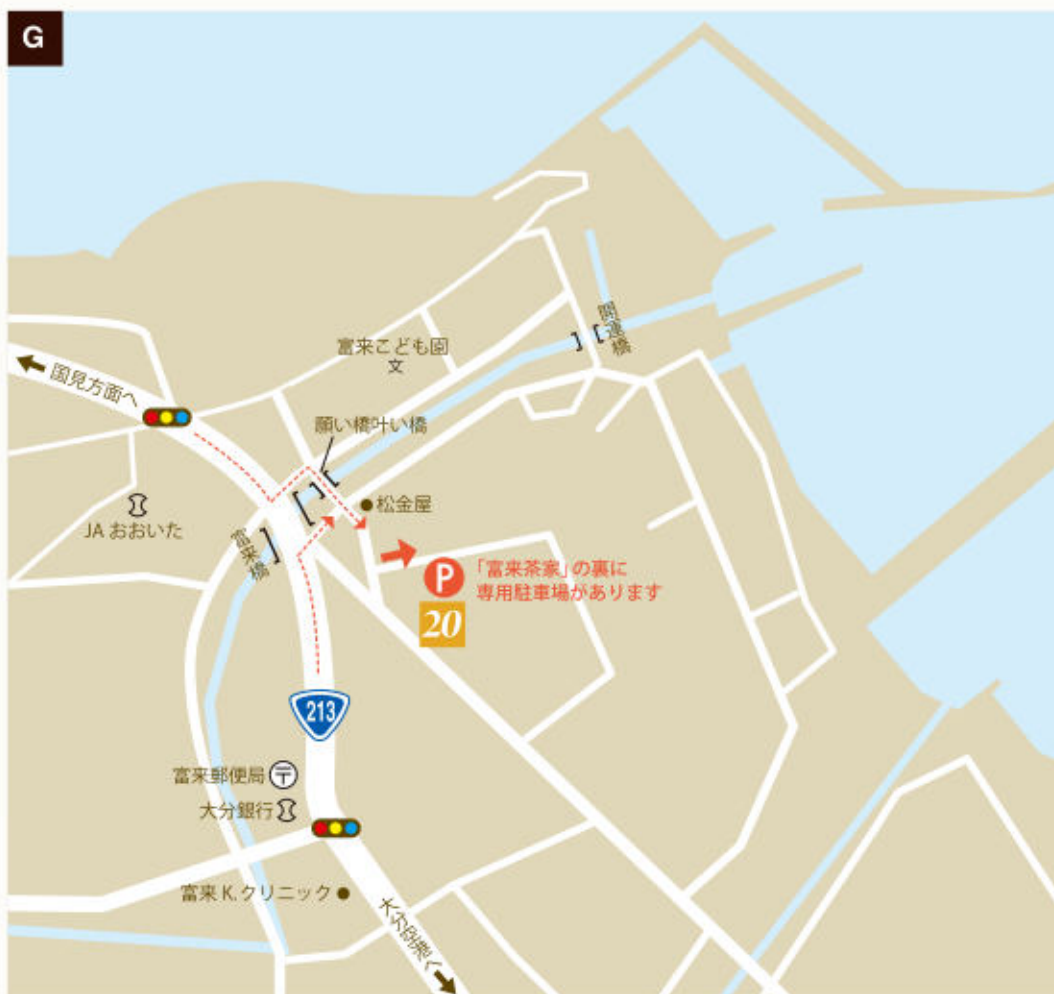 G
富来こども園
文
開運橋
国見方面へ
願い橋叶い橋
松金屋
JA おおいた
富来橋
P
「富来茶家」の裏に
専用駐車場があります
20
213
富来郵便局
大分銀行
富来 K.クリニック
大分空港へ